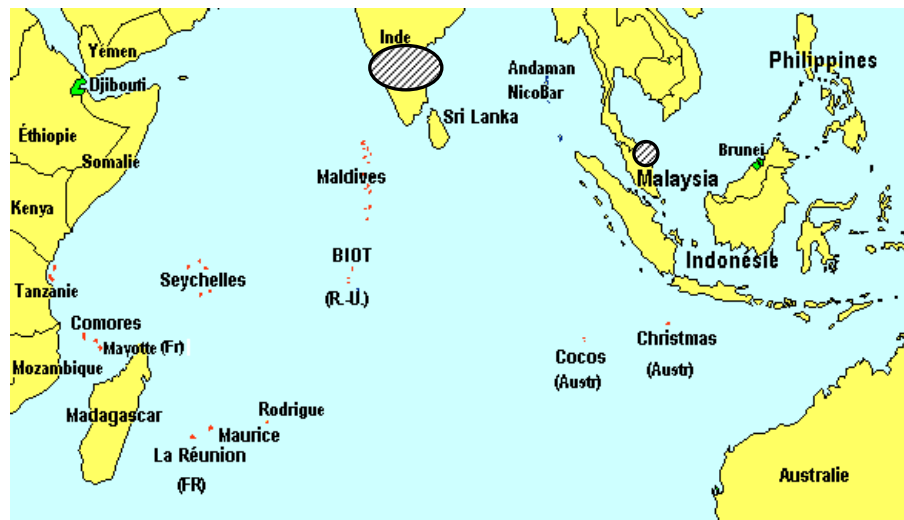 Inde
Yémen
Philippines
Andaman
NicoBar
Djibouti
Sri Lanka
Éthiopie
Somalié
Brunei
Maldives
Malaysia
Kenya
BIOT
(R.-U.)
Indonésie
Seychelles
Tanzanie
Comores
Mayotte (Fr)
Christmas
(Austr)
Cocos
(Austr)
Mozambique
Madagascar
Rodrigue
Maurice
La Réunion
(FR)
Australie